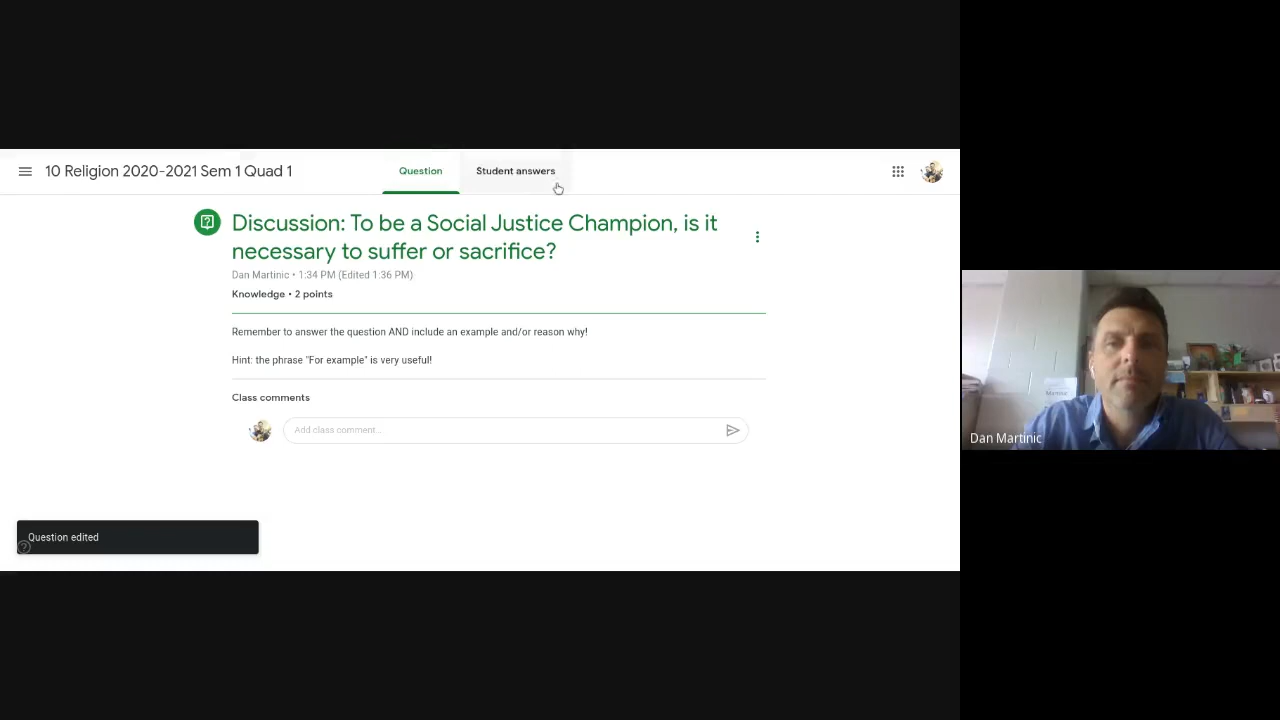 10 Religion 2020-2021 Sem 1 Quad 1
Question
Student answers
Discussion: To be a Social Justice Champion, is it
necessary to suffer or sacrifice?
Dan Martinic • 1:34 PM (Edited 1:36 PM)
Knowledge • 2 points
Remember to answer the question AND include an example and/or reason why!
Hint: the phrase "For example" is very useful!
Class comments
Add class comment...
Question edited
Dan Martinic